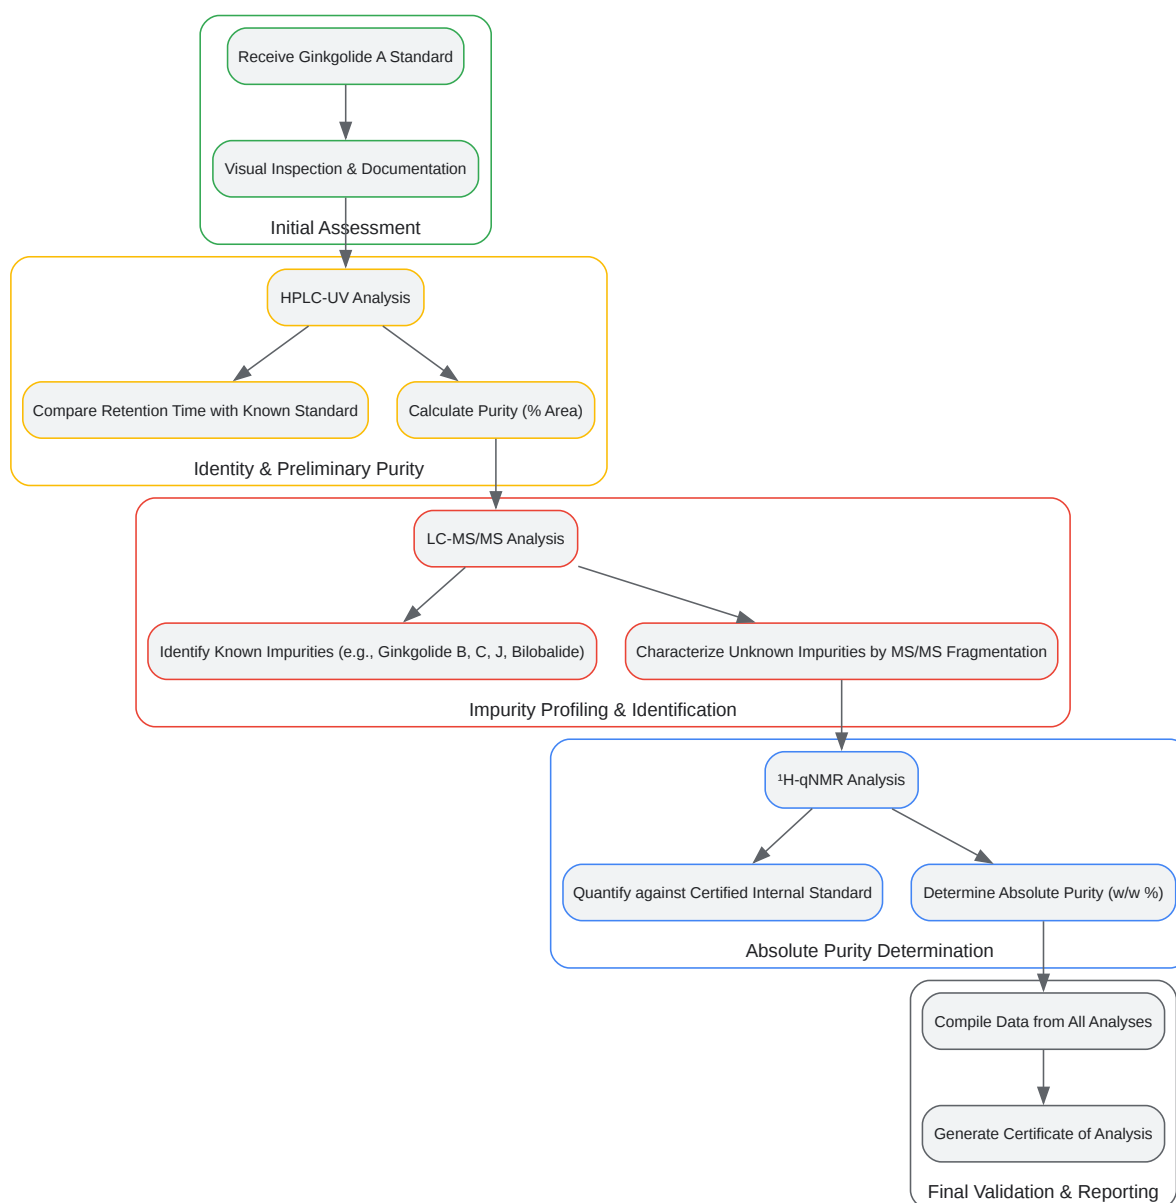 Receive Ginkgolide A Standard
Visual Inspection & Documentation
Initial Assessment
HPLC-UV Analysis
Compare Retention Time with Known Standard
Calculate Purity (% Area)
Identity & Preliminary Purity
LC-MS/MS Analysis
Identify Known Impurities (e.g., Ginkgolide B, C, J, Bilobalide)
Characterize Unknown Impurities by MS/MS Fragmentation
Impurity Profiling & Identification
¹H-qNMR Analysis
Quantify against Certified Internal Standard
Determine Absolute Purity (w/w %)
Absolute Purity Determination
Compile Data from All Analyses
Generate Certificate of Analysis
Final Validation & Reporting